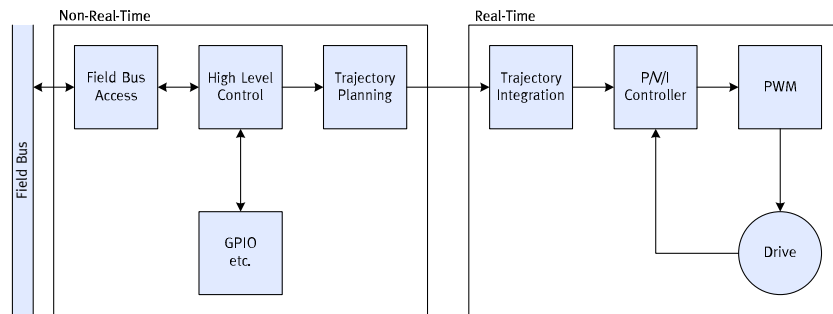 Non-Real-Time
Real-Time
Field Bus
Field Bus
Access
High Level
Control
Trajectory
Planning
Trajectory
Integration
P/V/I
Controller
PWM
GPIO
etc.
Drive